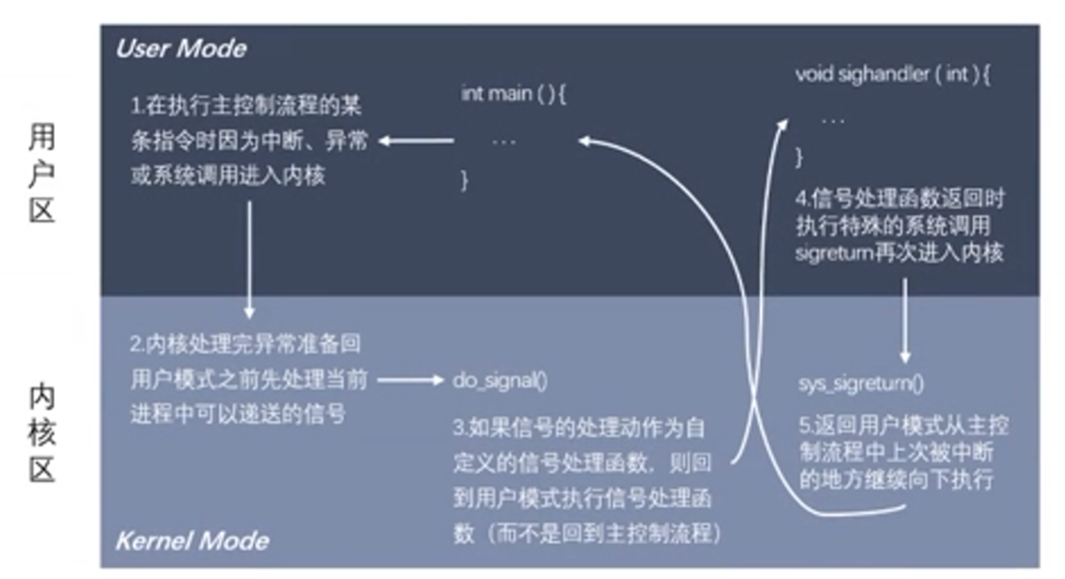 User Mode
用户区
1.在执行主控制流程的某
条指令时因为中断、异常
或系统调用进入内核
int main ( ) {
...
}
void sighandler ( int ) {
...
}
4.信号处理函数返回时
执行特殊的系统调用
sigreturn再次进入内核
内核区
2.内核处理完异常准备回
用户模式之前先处理当前
进程中可以递送的信号
do_signal()
3.如果信号的处理动作为自
定义的信号处理函数，则回
到用户模式执行信号处理函
数（而不是回到主控制流程）
sys_sigreturn()
5.返回用户模式从主控
制流程中上次被中断
的地方继续向下执行
Kernel Mode